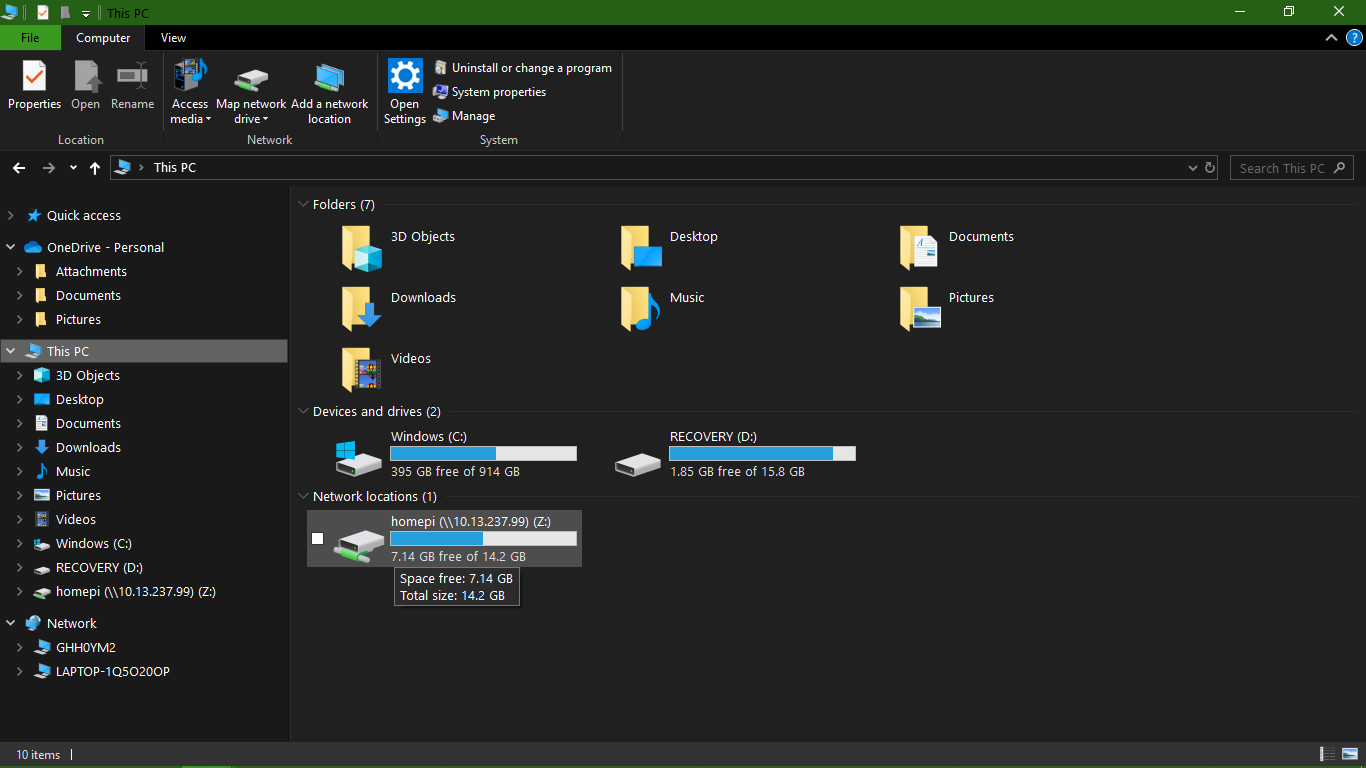 This PC
File Computer View
Properties Open Rename Access media Map network drive Add a network location Open Settings Uninstall or change a program
System properties
Manage
Location Network System
This PC
Search This PC
Quick access
OneDrive - Personal
Attachments
Documents
Pictures
This PC
3D Objects
Desktop
Documents
Downloads
Music
Pictures
Videos
Windows (C:)
RECOVERY (D:)
homepi (\\10.13.237.99) (Z:)
Network
GHH0YM2
LAPTOP-1Q5O20OP
Folders (7)
3D Objects Desktop Documents
Downloads Music Pictures
Videos
Devices and drives (2)
Windows (C:) RECOVERY (D:)
395 GB free of 914 GB 1.85 GB free of 15.8 GB
Network locations (1)
homepi (\\10.13.237.99) (Z:)
7.14 GB free of 14.2 GB
Space free: 7.14 GB
Total size: 14.2 GB
10 items